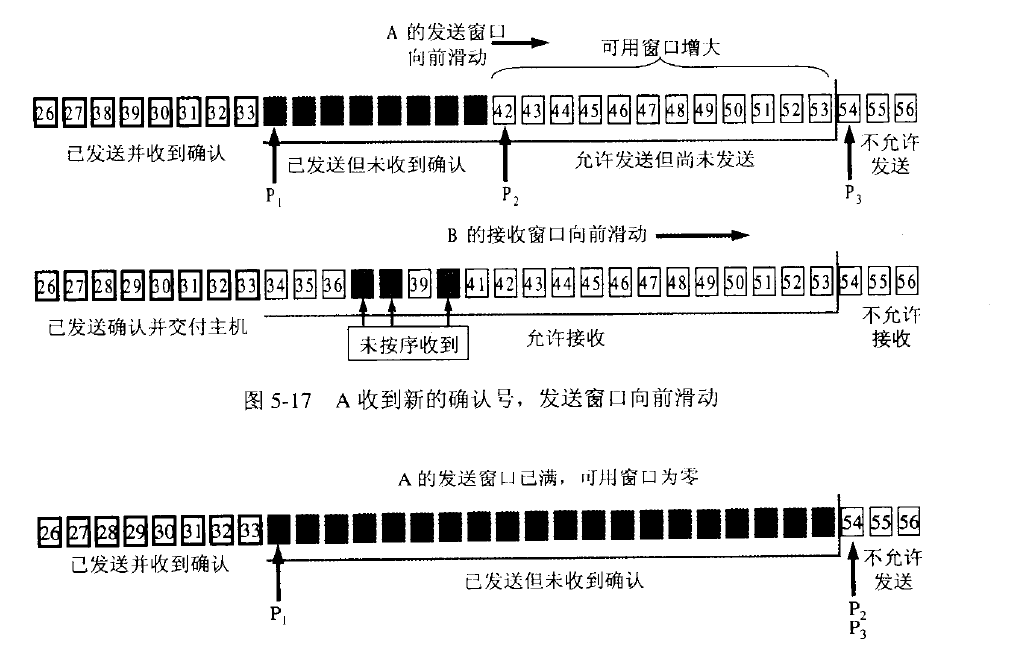 A 的发送窗口
向前滑动
可用窗口增大
26 27 38 39 30 31 32 33 42 43 44 45 46 47 48 49 50 51 52 53 54 55 56
已发送并收到确认
已发送但未收到确认
允许发送但尚未发送
不允许
发送
P1
P2
P3
B 的接收窗口向前滑动
26 27 28 29 30 31 32 33 34 35 36 39 41 42 43 44 45 46 47 48 49 50 51 52 53 54 55 56
已发送确认并交付主机
未按序收到
允许接收
不允许
接收
图 5-17 A 收到新的确认号，发送窗口向前滑动
A 的发送窗口已满，可用窗口为零
26 27 28 29 30 31 32 33 54 55 56
已发送并收到确认
已发送但未收到确认
不允许
发送
P1
P2
P3